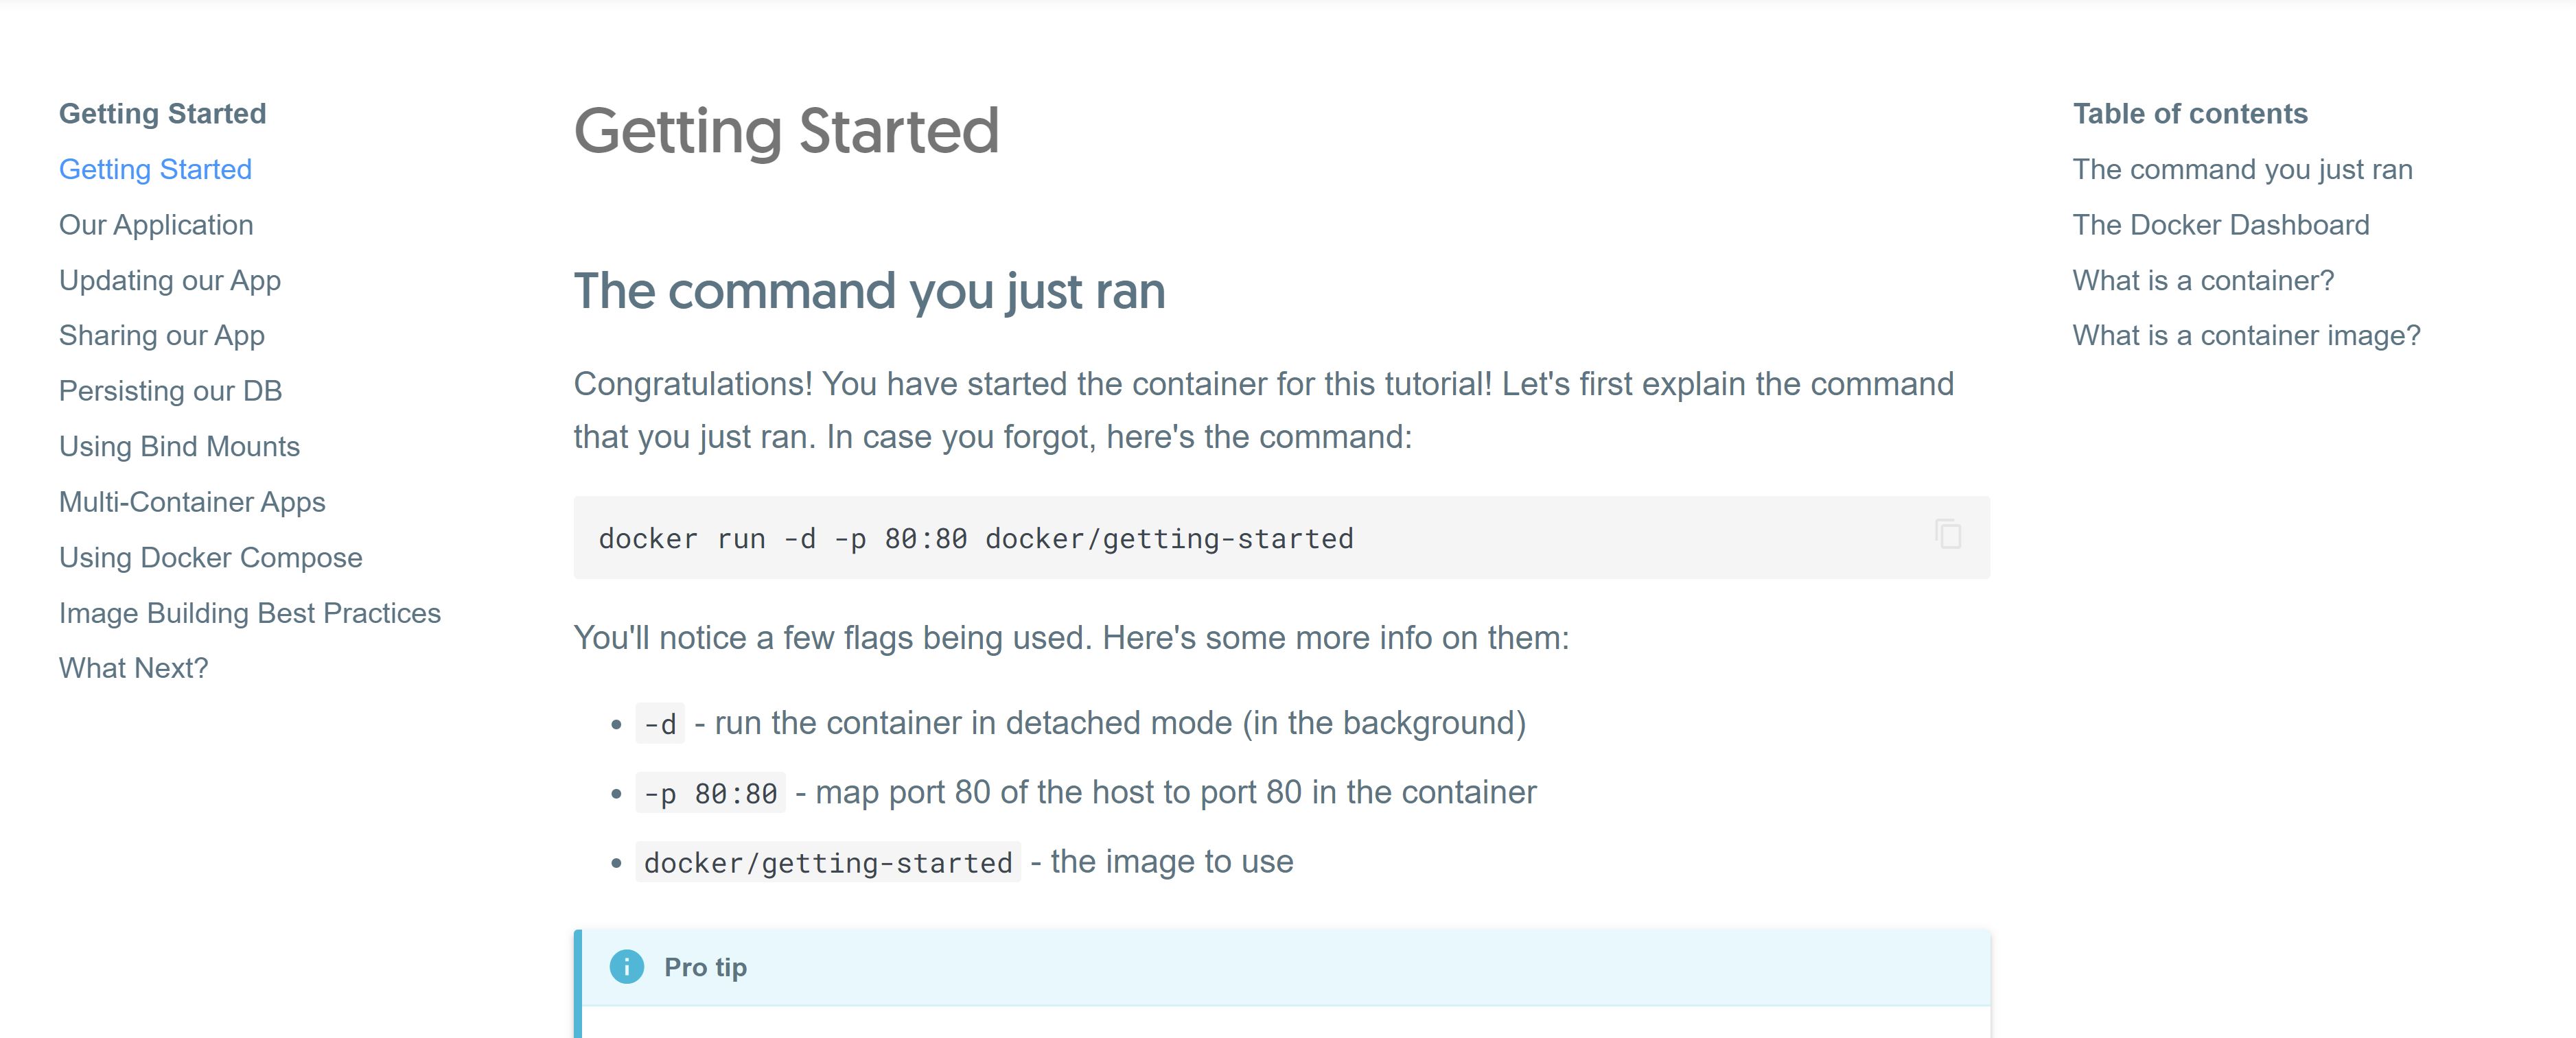 Getting Started
Getting Started
Our Application
Updating our App
Sharing our App
Persisting our DB
Using Bind Mounts
Multi-Container Apps
Using Docker Compose
Image Building Best Practices
What Next?
Getting Started
The command you just ran
Congratulations! You have started the container for this tutorial! Let's first explain the command
that you just ran. In case you forgot, here's the command:
docker run -d -p 80:80 docker/getting-started
You'll notice a few flags being used. Here's some more info on them:
• -d - run the container in detached mode (in the background)
• -p 80:80 - map port 80 of the host to port 80 in the container
• docker/getting-started - the image to use
Pro tip
Table of contents
The command you just ran
The Docker Dashboard
What is a container?
What is a container image?